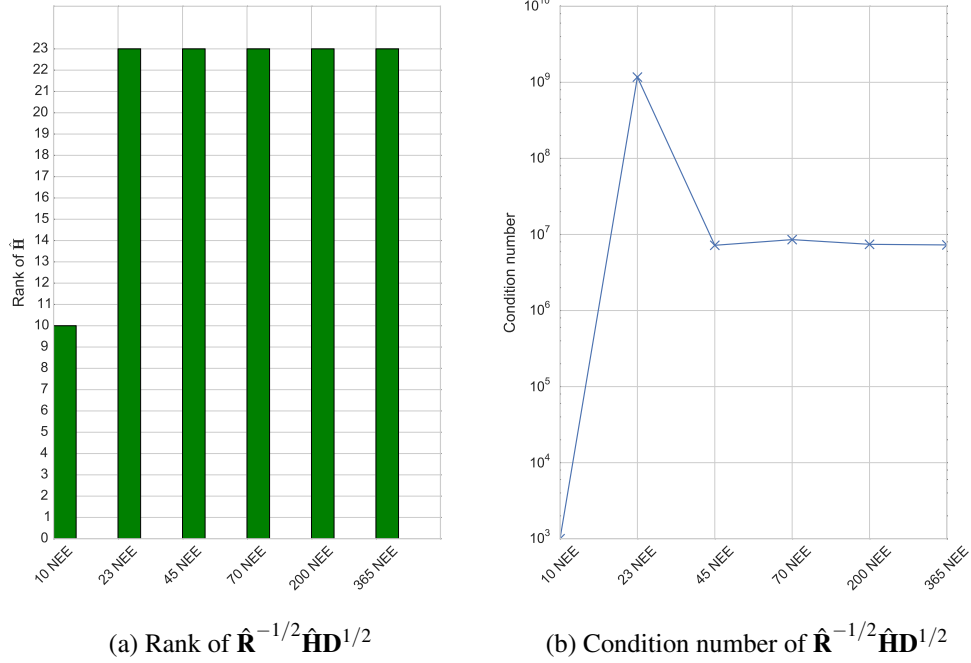 Rank of Ĥ
23
22
21
20
19
18
17
16
15
14
13
12
11
10
9
8
7
6
5
4
3
2
1
0
10 NEE
23 NEE
45 NEE
70 NEE
200 NEE
365 NEE
(a) Rank of R̂^{-1/2}ĤD^{1/2}
Condition number
10^10
10^9
10^8
10^7
10^6
10^5
10^4
10^3
10 NEE
23 NEE
45 NEE
70 NEE
200 NEE
365 NEE
(b) Condition number of R̂^{-1/2}ĤD^{1/2}